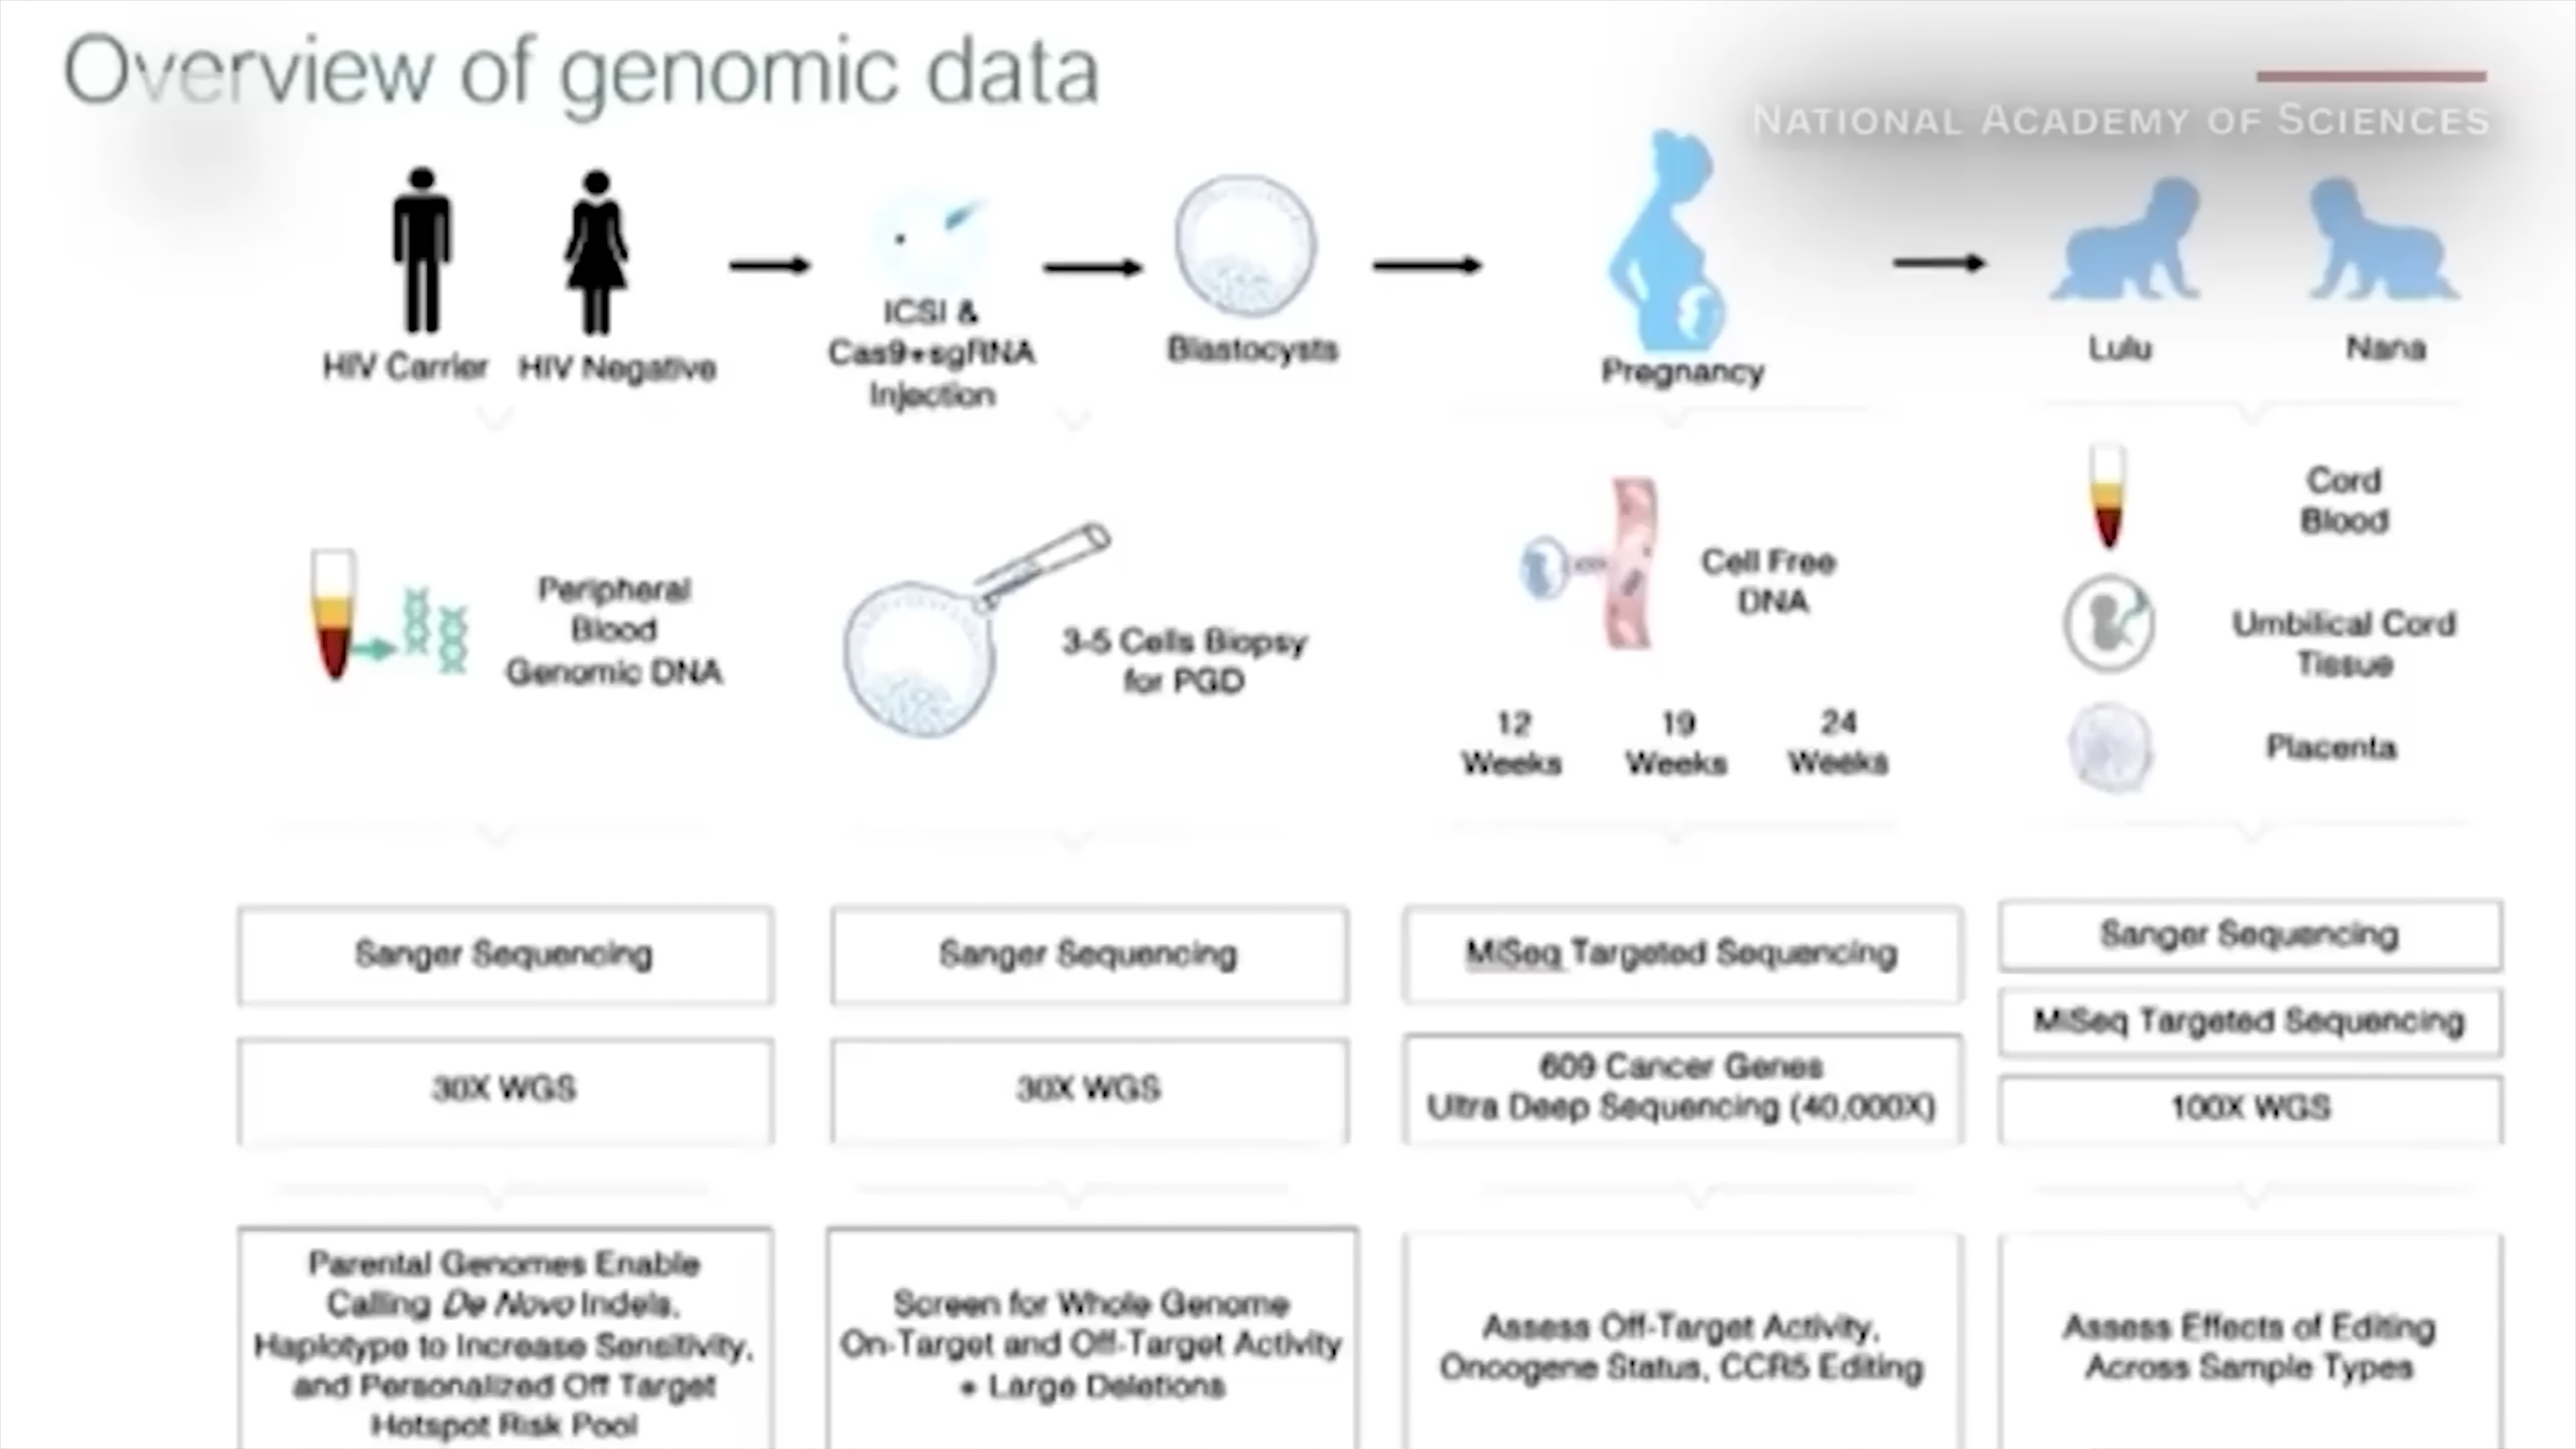 Overview of genomic data
NATIONAL ACADEMY OF SCIENCES
HIV Carrier
HIV Negative
ICSI &
Cas9+sgRNA
Injection
Blastocysts
Pregnancy
Lulu
Nana
Peripheral
Blood
Genomic DNA
3-5 Cells Biopsy
for PGD
Cell Free
DNA
12
Weeks
19
Weeks
24
Weeks
Cord
Blood
Umbilical Cord
Tissue
Placenta
Sanger Sequencing
30X WGS
Parental Genomes Enable
Calling De Novo Indels,
Haplotype to Increase Sensitivity,
and Personalized Off Target
Hotspot Risk Pool
Sanger Sequencing
30X WGS
Screen for Whole Genome
On-Target and Off-Target Activity
+ Large Deletions
MiSeq Targeted Sequencing
609 Cancer Genes
Ultra Deep Sequencing (40,000X)
Assess Off-Target Activity,
Oncogene Status, CCR5 Editing
Sanger Sequencing
MiSeq Targeted Sequencing
100X WGS
Assess Effects of Editing
Across Sample Types